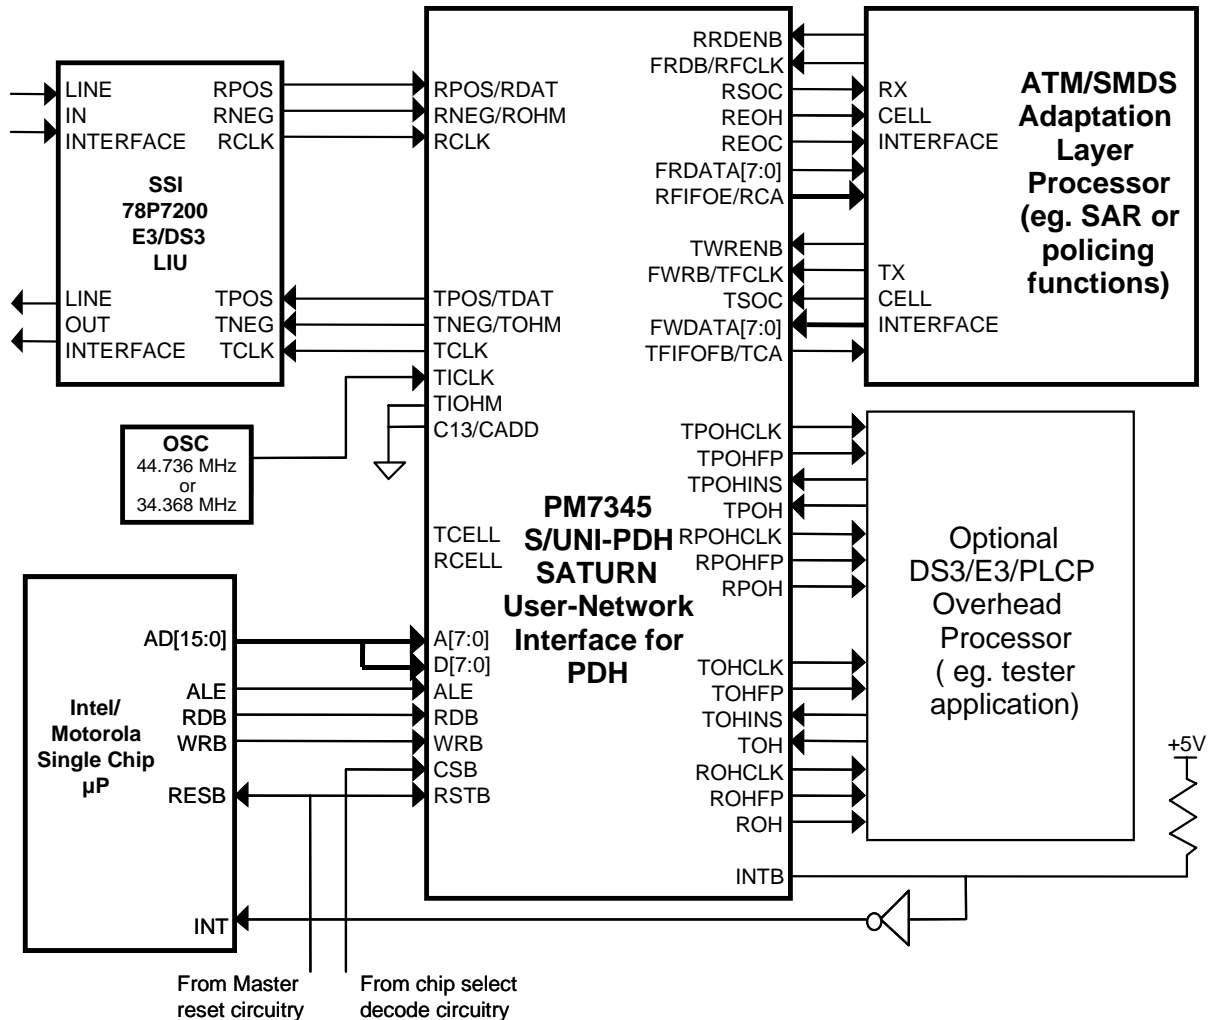 LINE
IN
INTERFACE
RPOS
RNEG
RCLK
SSI
78P7200
E3/DS3
LIU
LINE
OUT
INTERFACE
TPOS
TNEG
TCLK
OSC
44.736 MHz
or
34.368 MHz
AD[15:0]
ALE
RDB
WRB
RESB
INT
Intel/
Motorola
Single Chip
µP
From Master
reset circuitry
From chip select
decode circuitry
RPOS/RDAT
RNEG/ROHM
RCLK
TPOS/TDAT
TNEG/TOHM
TCLK
TICLK
TIOHM
C13/CADD
TCELL
RCELL
A[7:0]
D[7:0]
ALE
RDB
WRB
CSB
RSTB
PM7345
S/UNI-PDH
SATURN
User-Network
Interface for
PDH
RRDENB
FRDB/RFCLK
RSOC
REOH
REOC
FRDATA[7:0]
RFIFOE/RCA
TWRENB
FWRB/TFCLK
TSOC
FWDATA[7:0]
TFIFOFB/TCA
TPOHCLK
TPOHFP
TPOHINS
TPOH
RPOHCLK
RPOHFP
RPOH
TOHCLK
TOHFP
TOHINS
TOH
ROHCLK
ROHFP
ROH
INTB
RX
CELL
INTERFACE
TX
CELL
INTERFACE
ATM/SMDS
Adaptation
Layer
Processor
(eg. SAR or
policing
functions)
Optional
DS3/E3/PLCP
Overhead
Processor
( eg. tester
application)
+5V